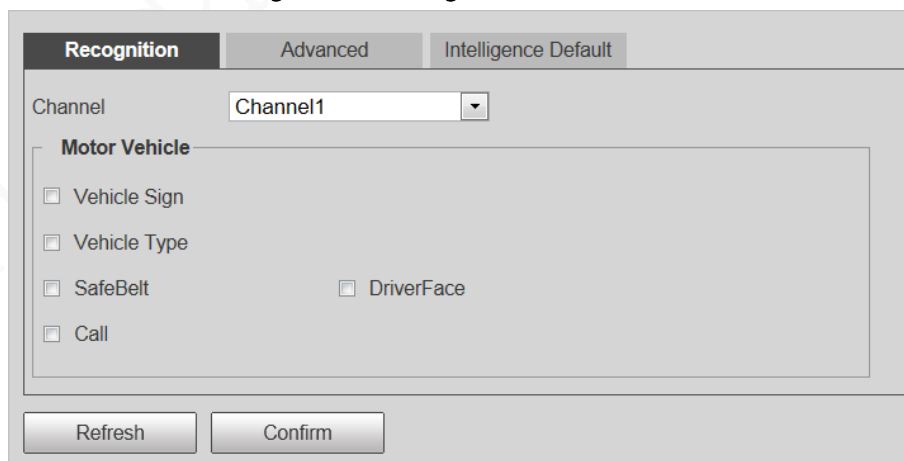 Recognition Advanced Intelligence Default
Channel Channel1
Motor Vehicle
Vehicle Sign
Vehicle Type
SafeBelt DriverFace
Call
Refresh Confirm